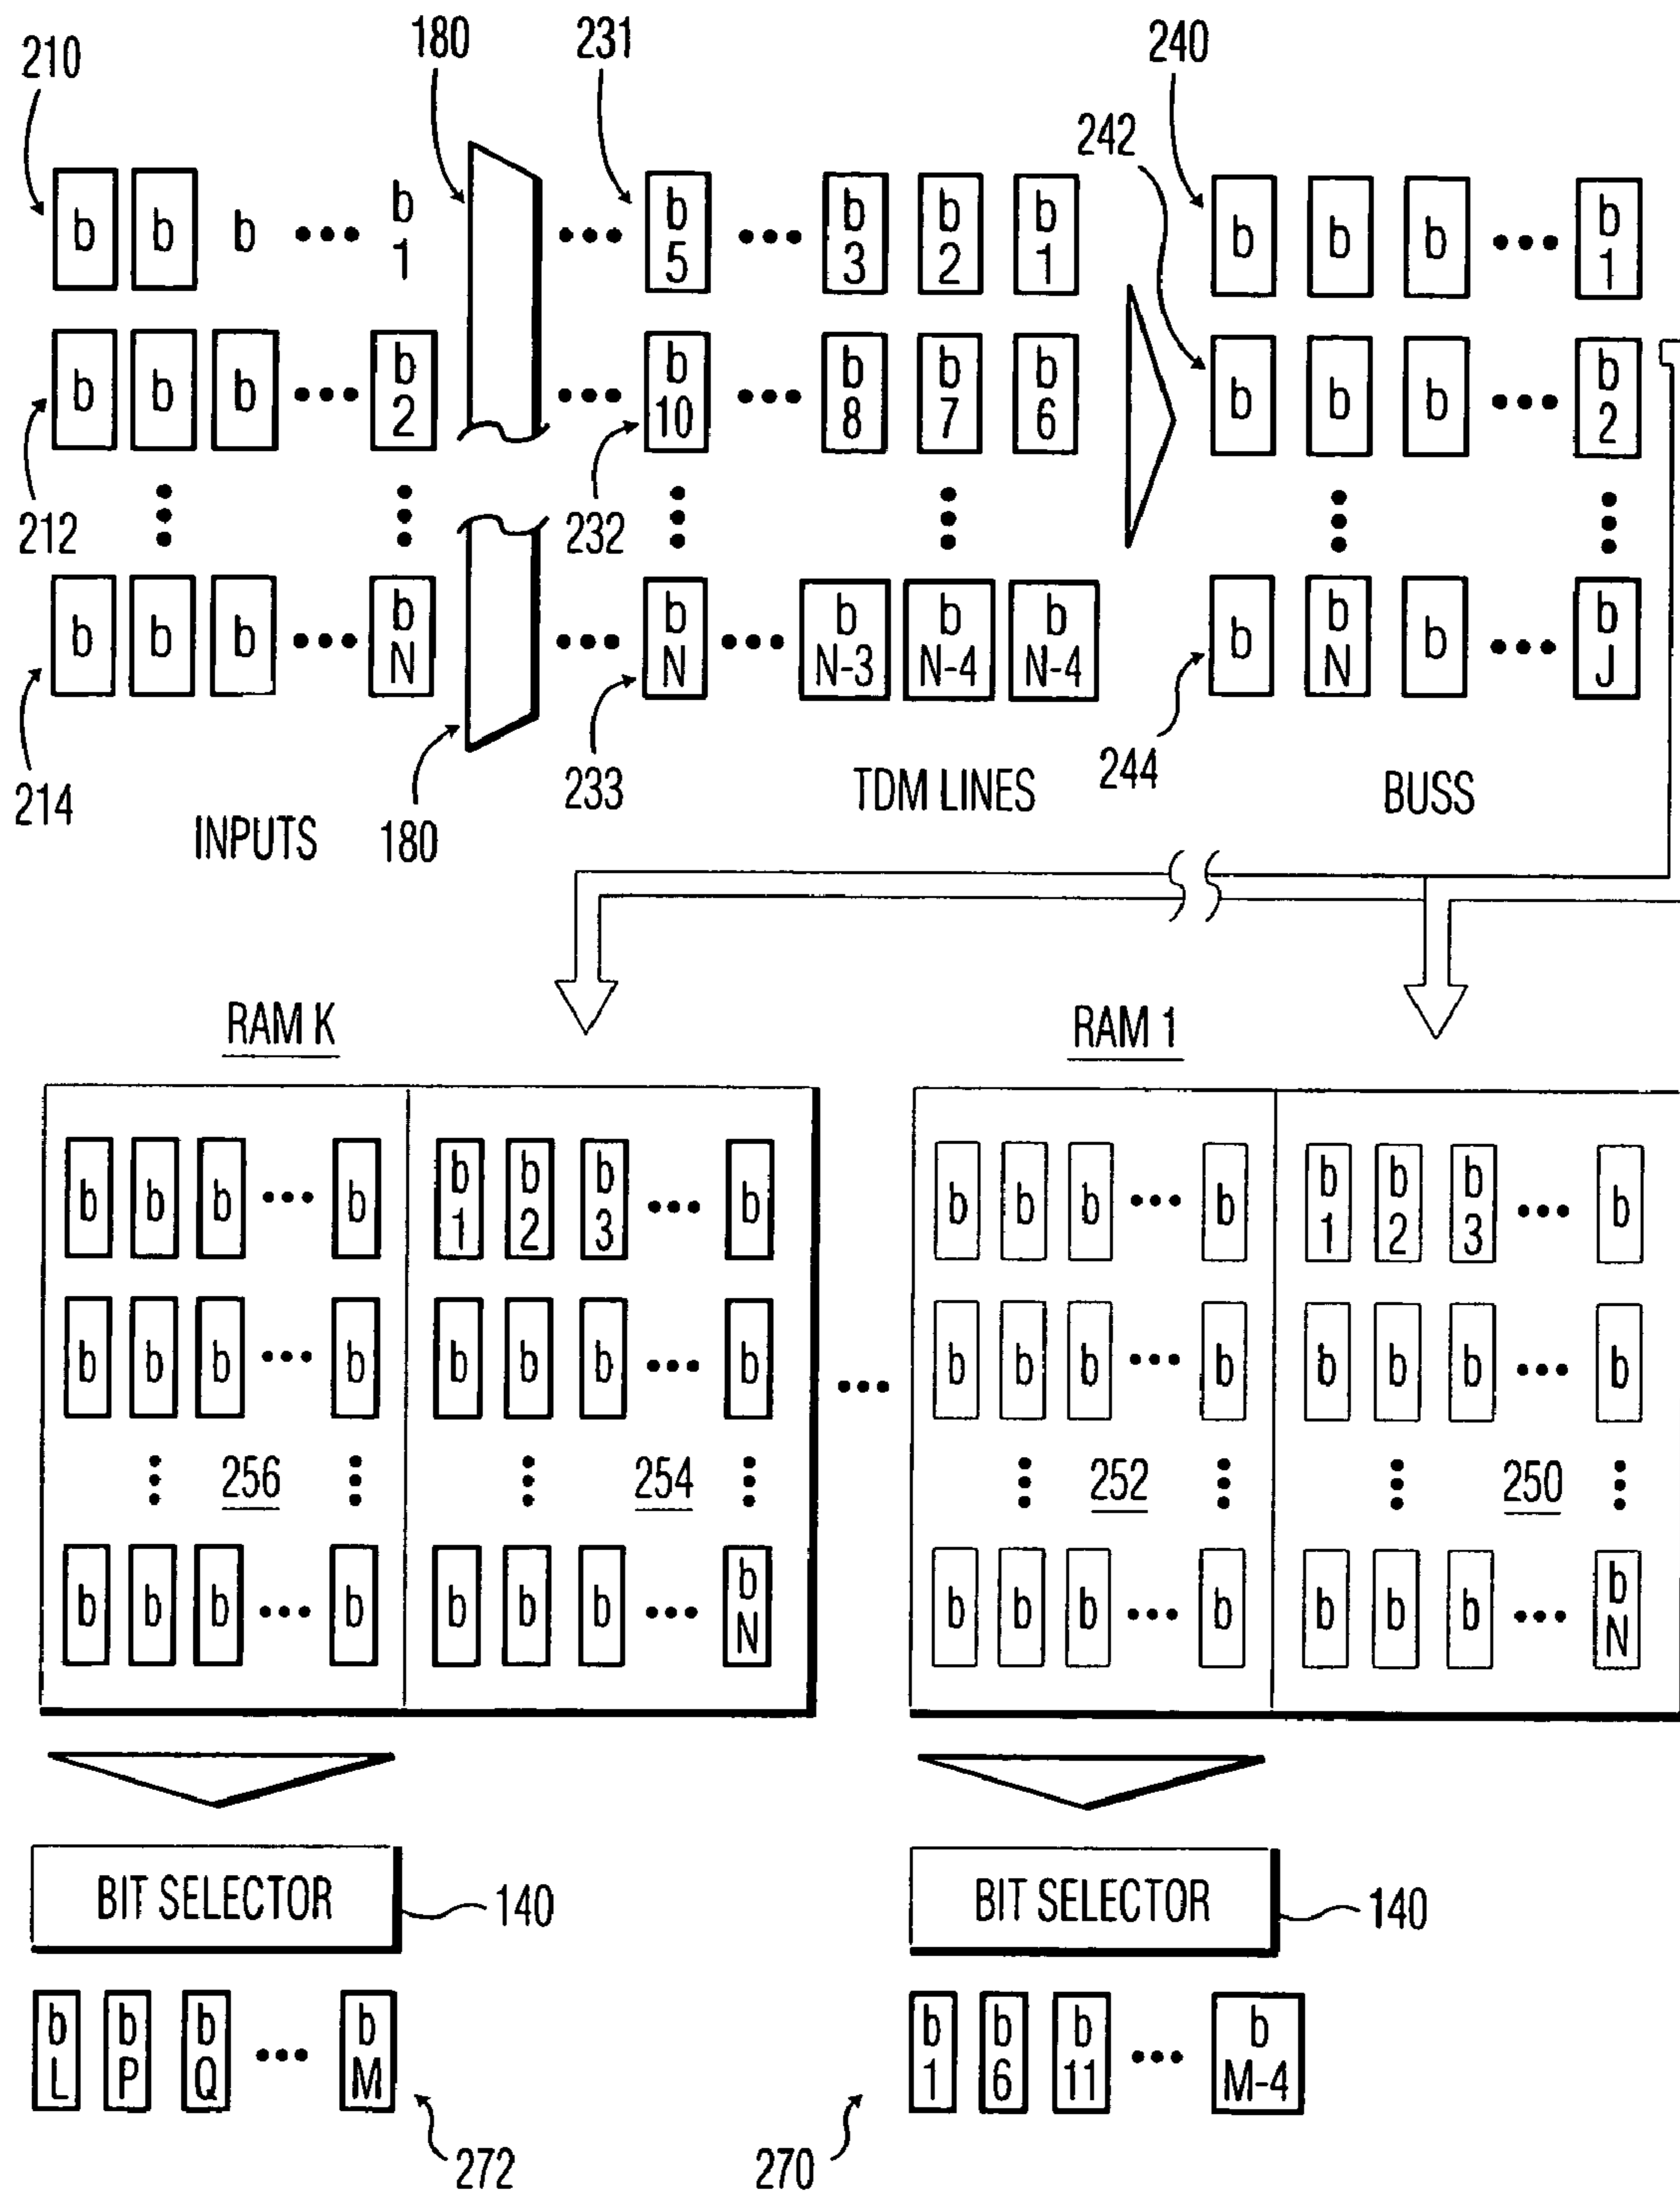 210 180 231 240
242
b b b ••• b 1 ••• b 5 ••• b 3 b 2 b 1 b b b ••• b 1
b b b ••• b 2 ••• b 10 ••• b 8 b 7 b 6 b b b ••• b 2
212 232
b b b ••• b N ••• b N ••• b N-3 b N-4 b N-4 b b N b ••• b J
214 INPUTS 180 233 TDM LINES 244 BUSS
RAM K RAM 1
b b b ••• b b 1 b 2 b 3 ••• b b b b ••• b b 1 b 2 b 3 ••• b
b b b ••• b b b b ••• b ••• b b b ••• b b b b ••• b
256 254 252 250
b b b ••• b b b b ••• b N b b b ••• b b b b ••• b N
BIT SELECTOR 140 BIT SELECTOR 140
b L b P b Q ••• b M b 1 b 6 b 11 ••• b M-4
272 270